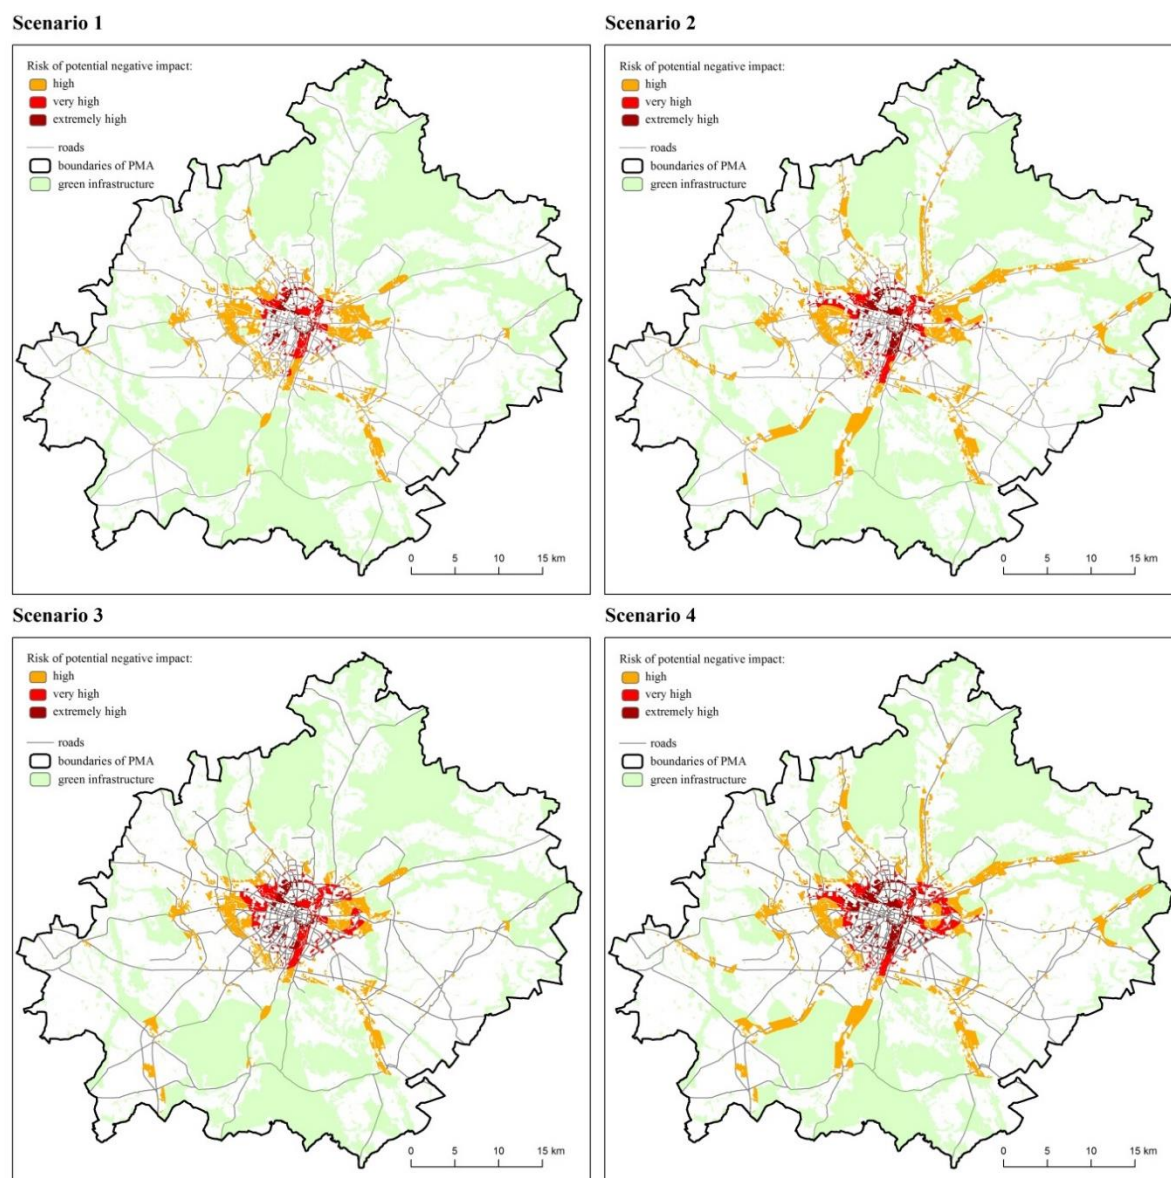 Scenario 1
Risk of potential negative impact:
high
very high
extremely high
roads
boundaries of PMA
green infrastructure
0 5 10 15 km
Scenario 2
Risk of potential negative impact:
high
very high
extremely high
roads
boundaries of PMA
green infrastructure
0 5 10 15 km
Scenario 3
Risk of potential negative impact:
high
very high
extremely high
roads
boundaries of PMA
green infrastructure
0 5 10 15 km
Scenario 4
Risk of potential negative impact:
high
very high
extremely high
roads
boundaries of PMA
green infrastructure
0 5 10 15 km